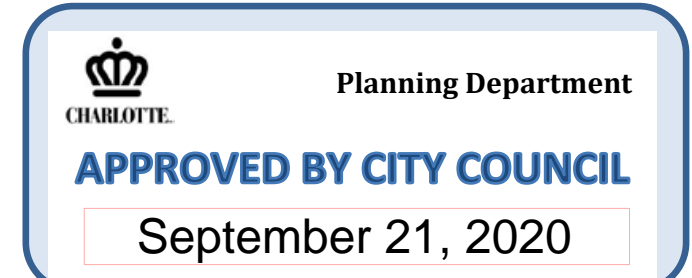 Planning Department
CHARLOTTE.
APPROVED BY CITY COUNCIL
September 21, 2020